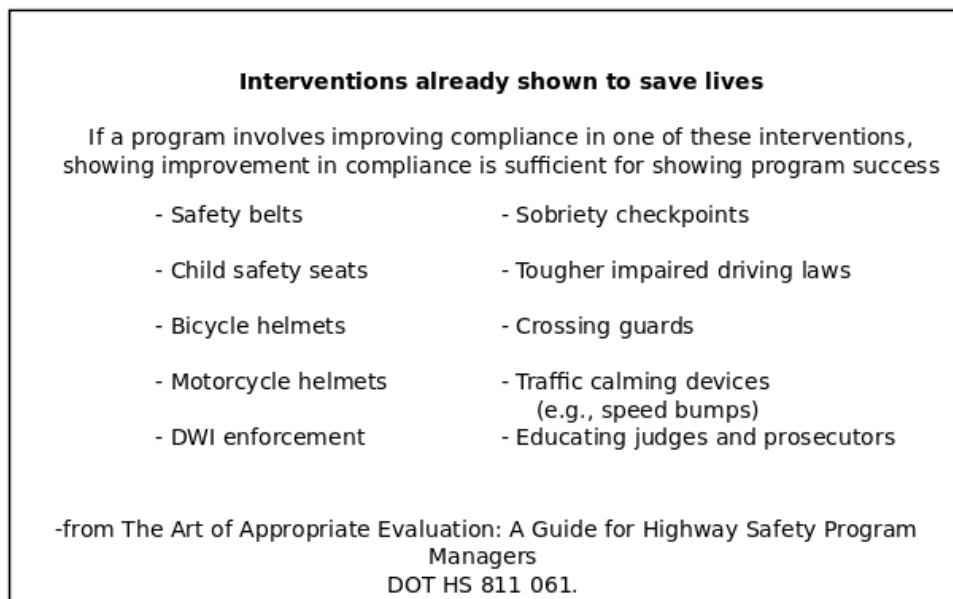 Interventions already shown to save lives
If a program involves improving compliance in one of these interventions,
showing improvement in compliance is sufficient for showing program success
- Safety belts
- Child safety seats
- Bicycle helmets
- Motorcycle helmets
- DWI enforcement
- Sobriety checkpoints
- Tougher impaired driving laws
- Crossing guards
- Traffic calming devices
(e.g., speed bumps)
- Educating judges and prosecutors
-from The Art of Appropriate Evaluation: A Guide for Highway Safety Program
Managers
DOT HS 811 061.